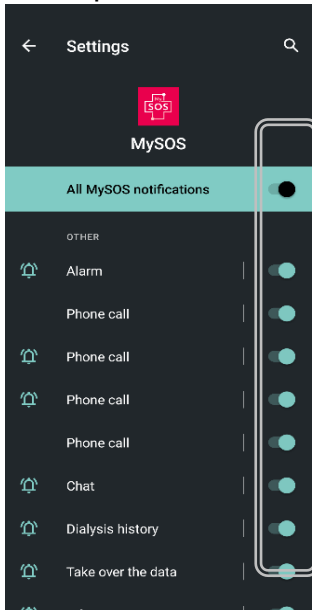 Settings
My
SOS
MySOS
All MySOS notifications
OTHER
Alarm
Phone call
Phone call
Phone call
Phone call
Chat
Dialysis history
Take over the data